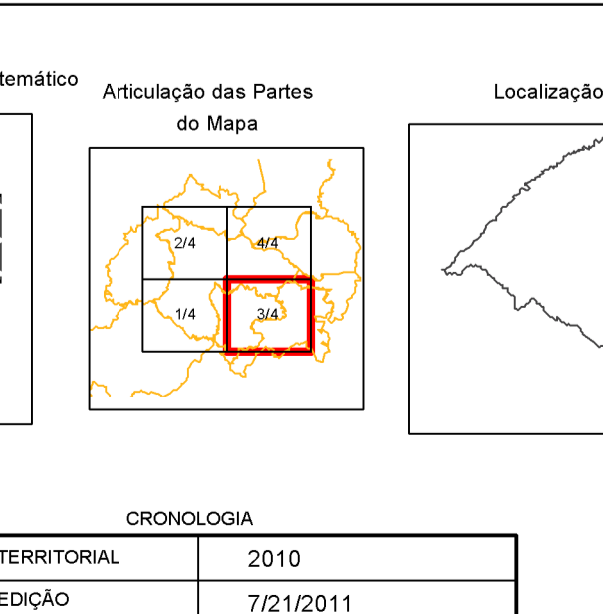 temático
Articulação das Partes
do Mapa
Localização
2/4
4/4
1/4
3/4
CRONOLOGIA
TERRITORIAL
2010
EDIÇÃO
7/21/2011